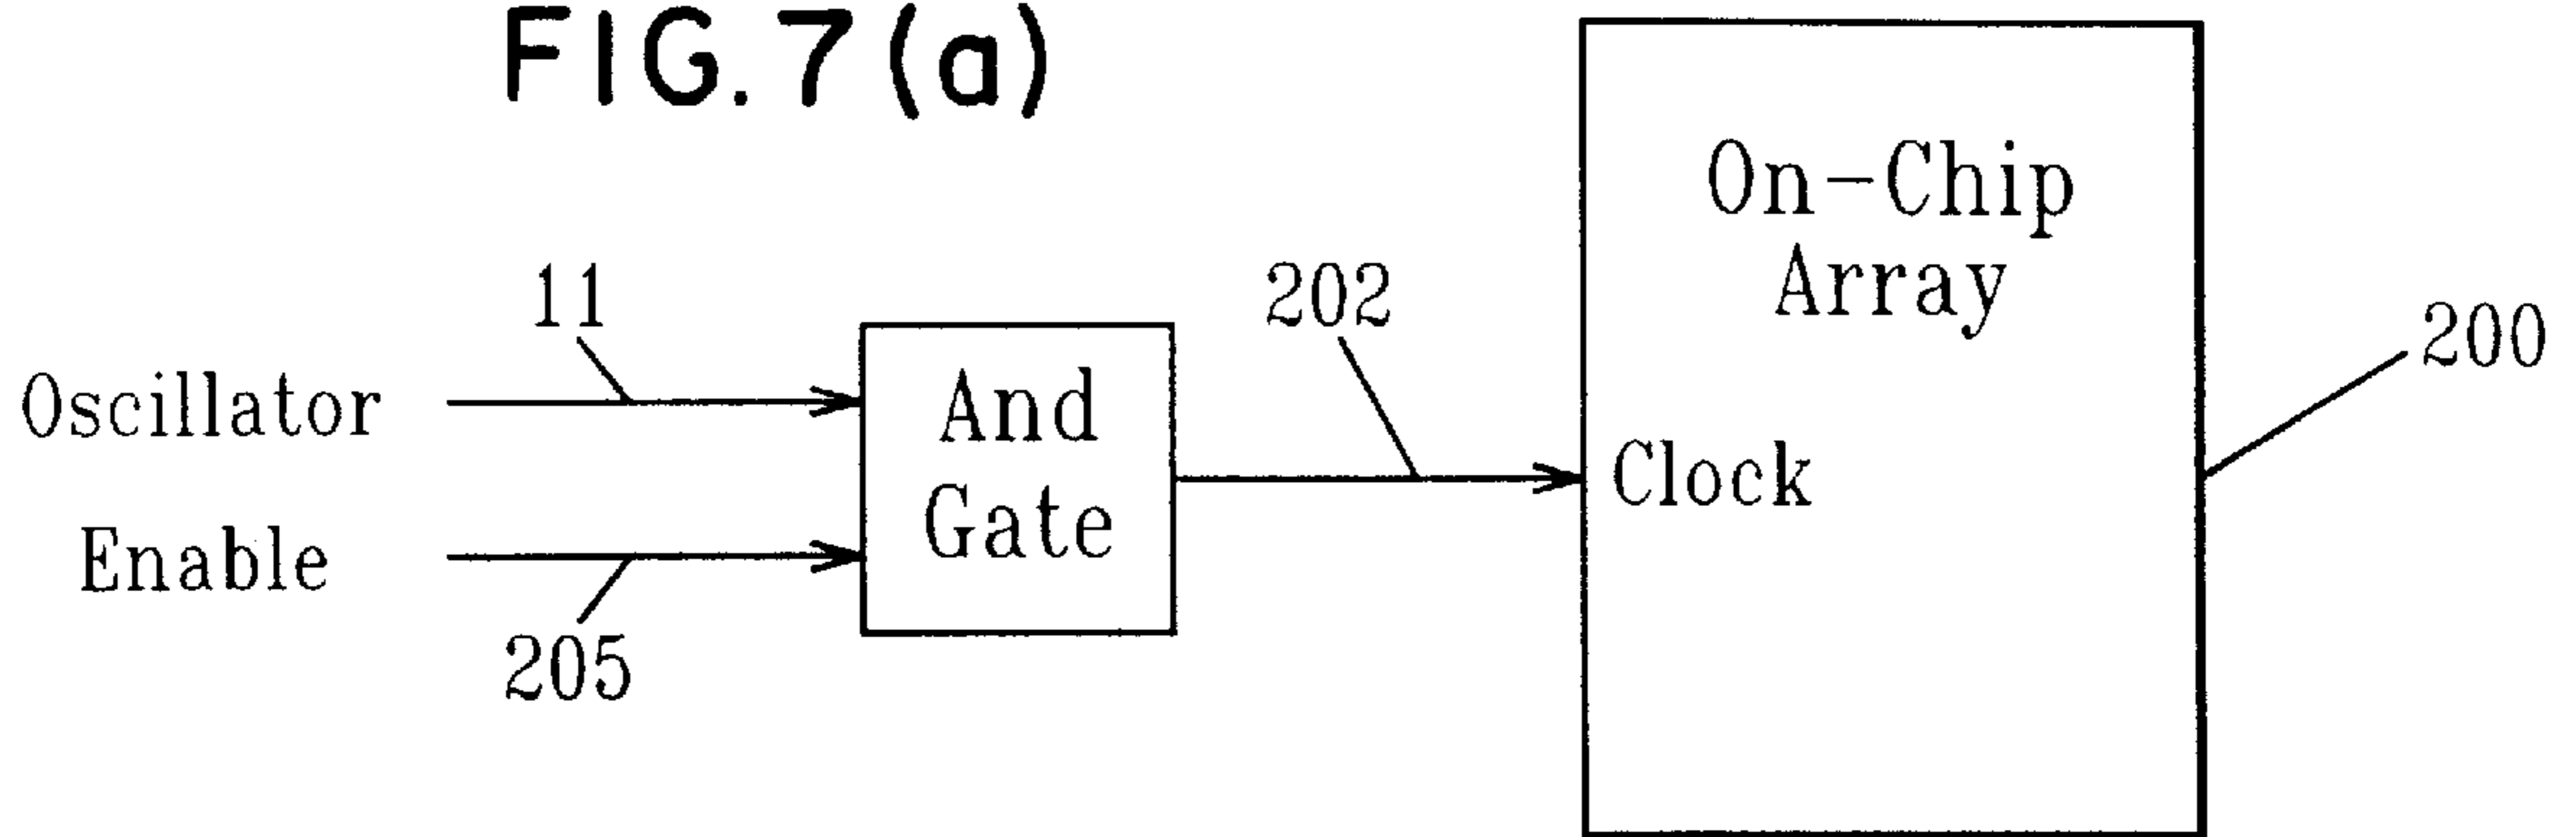 FIG. 7 (a)
On-Chip
Array
11
202
200
Oscillator
And
Gate
Clock
Enable
205